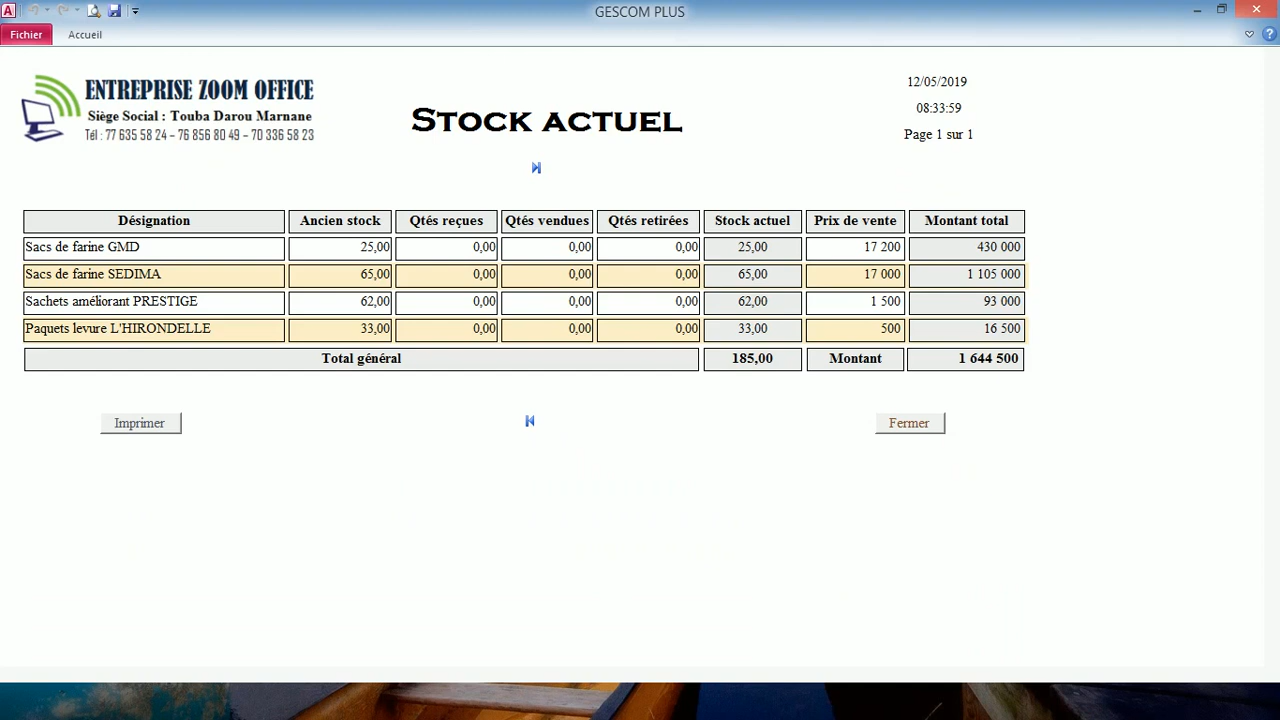 GESCOM PLUS
Fichier Accueil
ENTREPRISE ZOOM OFFICE
Siège Social : Touba Darou Marnane
Tél : 77 635 58 24 – 76 856 80 49 – 70 336 58 23
STOCK ACTUEL
12/05/2019
08:33:59
Page 1 sur 1
Désignation Ancien stock Qtés reçues Qtés vendues Qtés retirées Stock actuel Prix de vente Montant total
Sacs de farine GMD 25,00 0,00 0,00 0,00 25,00 17 200 430 000
Sacs de farine SEDIMA 65,00 0,00 0,00 0,00 65,00 17 000 1 105 000
Sachets améliorant PRESTIGE 62,00 0,00 0,00 0,00 62,00 1 500 93 000
Paquets levure L'HIRONDELLE 33,00 0,00 0,00 0,00 33,00 500 16 500
Total général 185,00 Montant 1 644 500
Imprimer Fermer